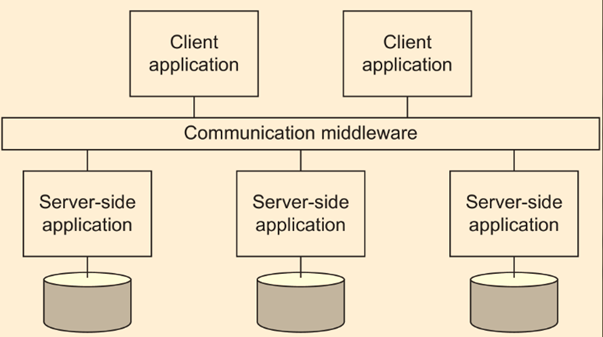 Client
application
Client
application
Communication middleware
Server-side
application
Server-side
application
Server-side
application